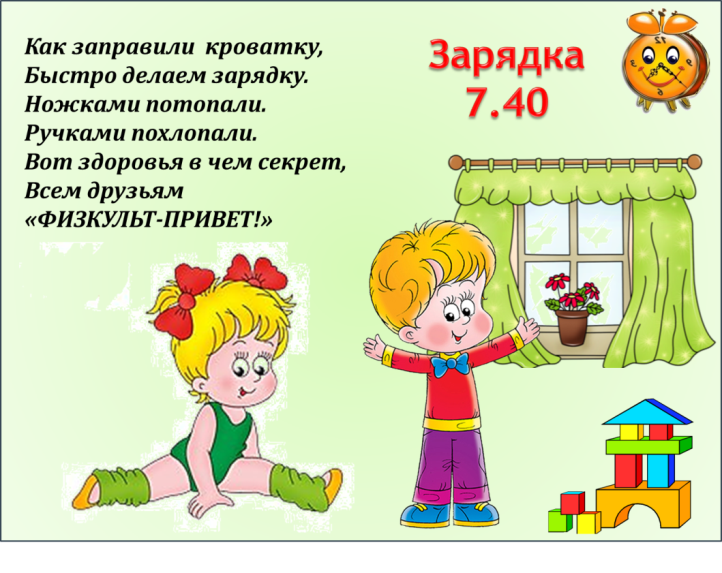 Как заправили кроватку,
Быстро делаем зарядку.
Ножками потопали.
Ручками похлопали.
Вот здоровья в чем секрет,
Всем друзьям
«ФИЗКУЛЬТ-ПРИВЕТ!»
Зарядка
7.40